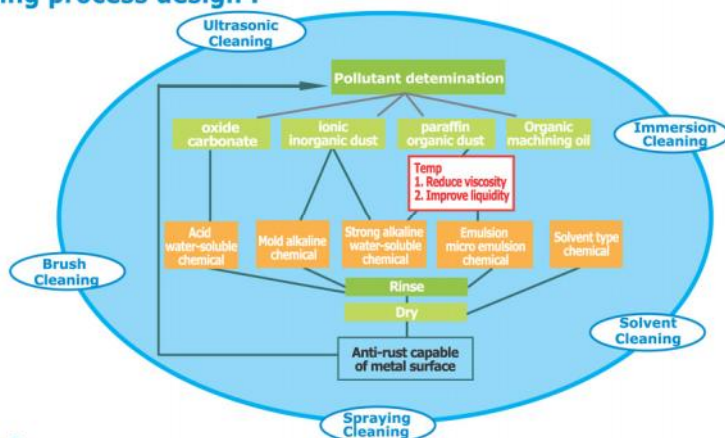 ing process design :
Ultrasonic
Cleaning
Pollutant detemination
oxide
carbonate
ionic
inorganic dust
paraffin
organic dust
Organic
machining oil
Immersion
Cleaning
Temp
1. Reduce viscosity
2. Improve liquidity
Acid
water-soluble
chemical
Mold alkaline
chemical
Strong alkaline
water-soluble
chemical
Emulsion
micro emulsion
chemical
Solvent type
chemical
Brush
Cleaning
Rinse
Dry
Solvent
Cleaning
Anti-rust capable
of metal surface
Spraying
Cleaning